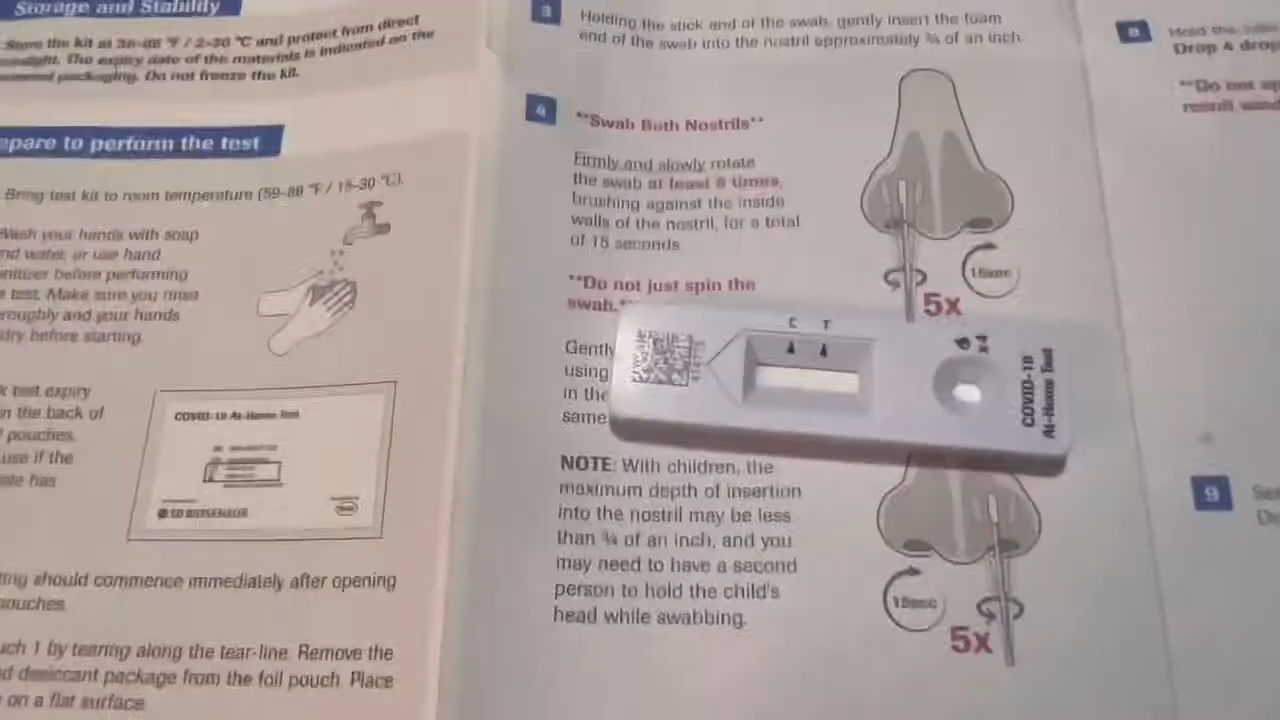 Storage and Stability
Store the kit at 36-86 °F / 2-30 °C and protect from direct
The expiry date of the materials is indicated on the
packaging. Do not freeze the kit.
epare to perform the test
Bring test kit to room temperature (59-86 °F / 15-30 °C).
Wash your hands with soap
nd water, or use hand
nitizer before performing
e test. Make sure you rinse
roughly and your hands
dry before starting.
k test expiry
n the back of
pouches.
use if the
has
COVID-19 At-Home Test
SD BIOSENSOR
ting should commence immediately after opening
pouches.
uch 1 by tearing along the tear-line. Remove the
d desiccant package from the foil pouch. Place
on a flat surface.
3
Holding the stick end of the swab, gently insert the foam
end of the swab into the nostril approximately ¾ of an inch.
4
**Swab Both Nostrils**
Firmly and slowly rotate
the swab at least 5 times,
brushing against the inside
walls of the nostril, for a total
of 15 seconds
**Do not just spin the
swab.**
15sec
5x
Gently
using
in the
same
C T
x4
COVID-19
At-Home Test
NOTE: With children, the
maximum depth of insertion
into the nostril may be less
than ¾ of an inch, and you
may need to have a second
person to hold the child's
head while swabbing.
15sec
5x
8
Hold the
Drop 4 drop
**Do not
result
9